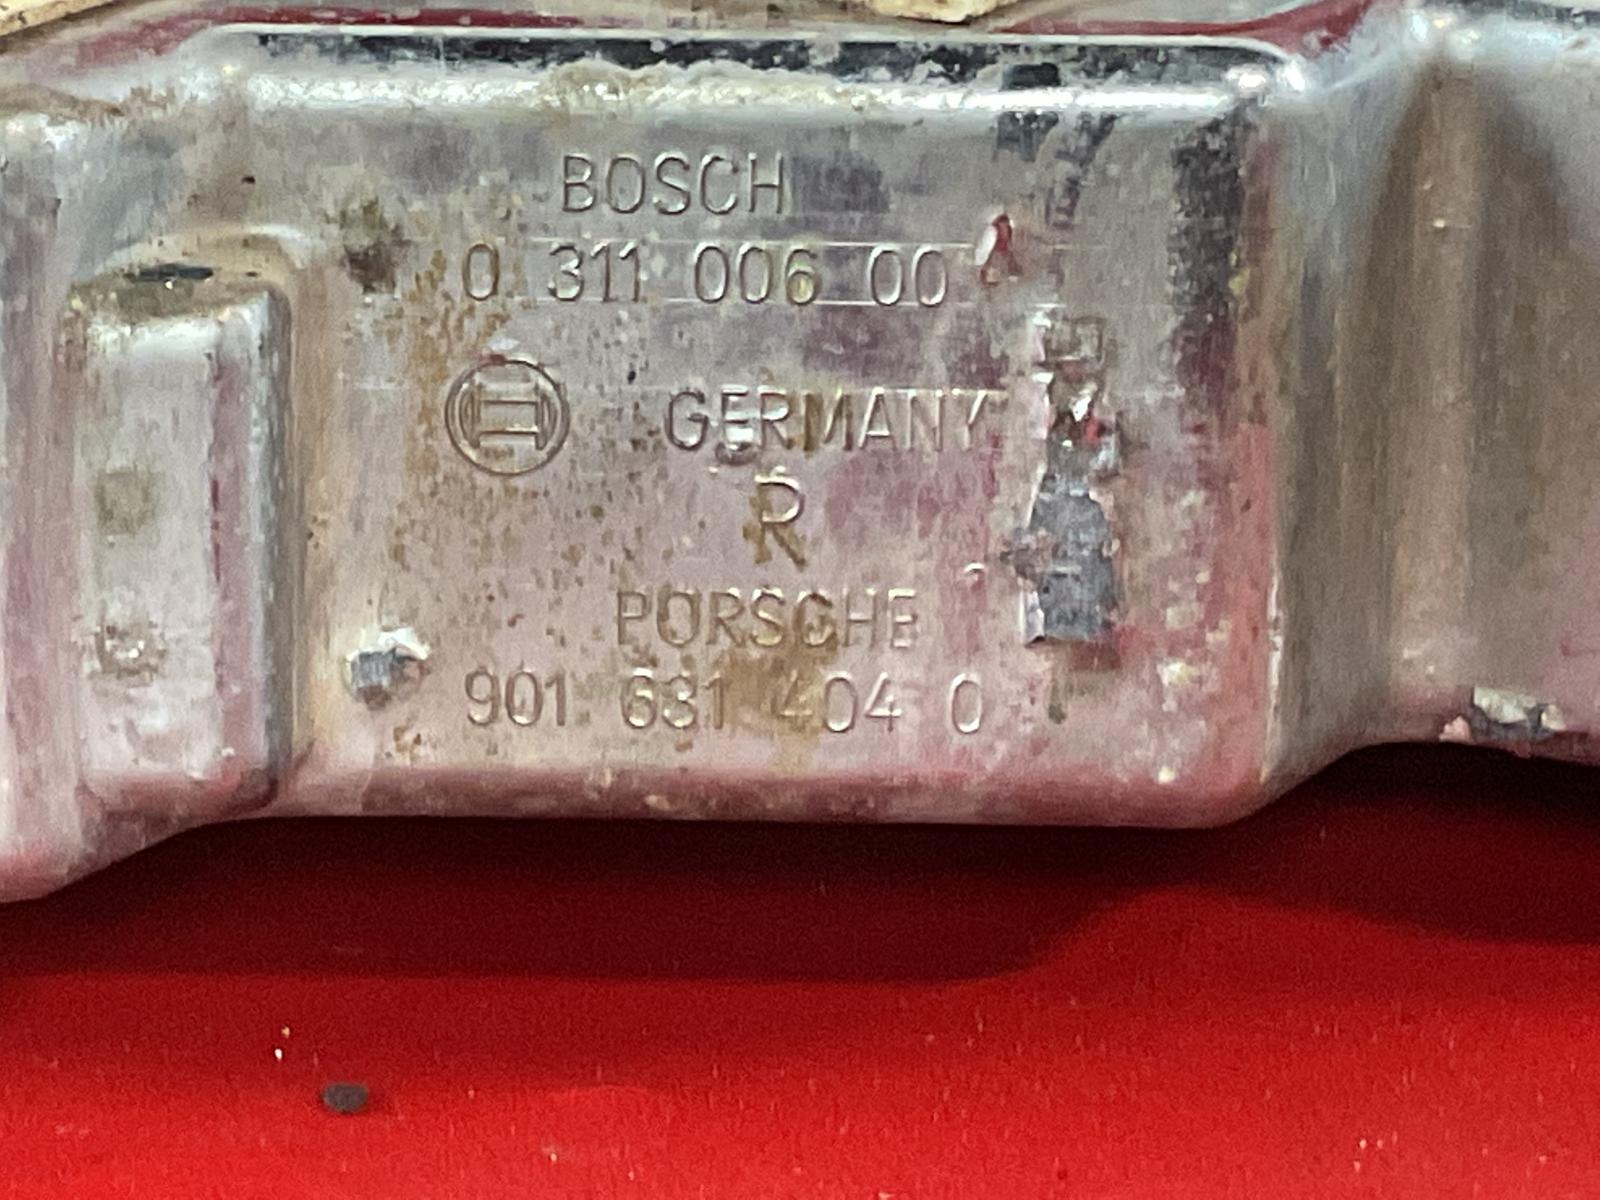 BOSCH
0 311 006 00
GERMANY
R
PORSCHE
901 631 404 0